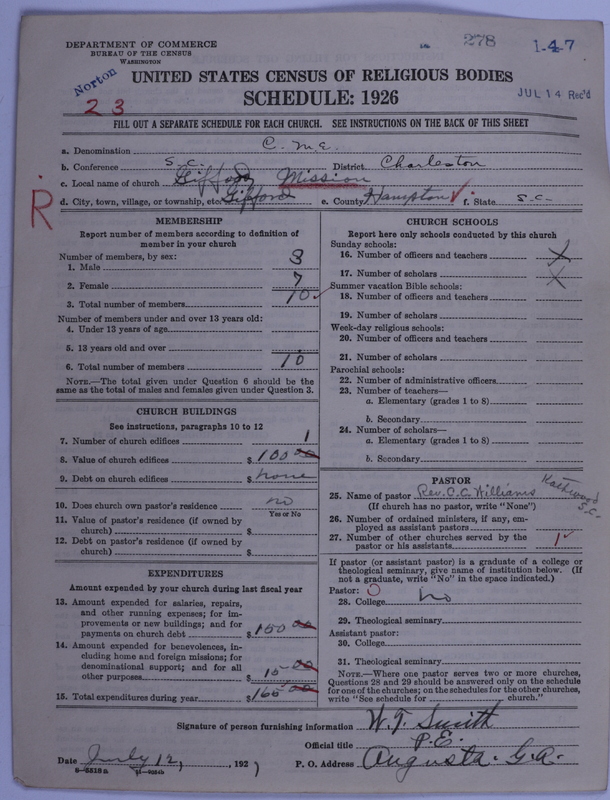 DEPARTMENT OF COMMERCE
BUREAU OF THE CENSUS
WASHINGTON
278
1-47
Norton
23
JUL 14 Rec'd
UNITED STATES CENSUS OF RELIGIOUS BODIES
SCHEDULE: 1926
FILL OUT A SEPARATE SCHEDULE FOR EACH CHURCH. SEE INSTRUCTIONS ON THE BACK OF THIS SHEET
R
a. Denomination C. M. E.
b. Conference S. C. District Charleston
c. Local name of church Gifford Mission
d. City, town, village, or township, etc. Gifford e. County Hampton ✓ f. State S. C.
MEMBERSHIP
Report number of members according to definition of member in your church
Number of members, by sex:
1. Male 3
2. Female 7
3. Total number of members 10 ✓
Number of members under and over 13 years old:
4. Under 13 years of age
5. 13 years old and over
6. Total number of members 10
NOTE.—The total given under Question 6 should be the same as the total of males and females given under Question 3.
CHURCH BUILDINGS
See instructions, paragraphs 10 to 12
7. Number of church edifices 1
8. Value of church edifices $ 100 00
9. Debt on church edifices $ none
10. Does church own pastor's residence no
Yes or No
11. Value of pastor's residence (if owned by church) $
12. Debt on pastor's residence (if owned by church) $
EXPENDITURES
Amount expended by your church during last fiscal year
13. Amount expended for salaries, repairs, and other running expenses; for improvements or new buildings; and for payments on church debt $ 150 00
14. Amount expended for benevolences, including home and foreign missions; for denominational support; and for all other purposes $ 15 00
15. Total expenditures during year $ 165 00
CHURCH SCHOOLS
Report here only schools conducted by this church
Sunday schools:
16. Number of officers and teachers X
17. Number of scholars X
Summer vacation Bible schools:
18. Number of officers and teachers
19. Number of scholars
Week-day religious schools:
20. Number of officers and teachers
21. Number of scholars
Parochial schools:
22. Number of administrative officers
23. Number of teachers—
a. Elementary (grades 1 to 8)
b. Secondary
24. Number of scholars—
a. Elementary (grades 1 to 8)
b. Secondary
PASTOR
25. Name of pastor Rev. C. C. Williams
S.C.
(If church has no pastor, write "None")
26. Number of ordained ministers, if any, employed as assistant pastors
27. Number of other churches served by the pastor or his assistants 1 ✓
If pastor (or assistant pastor) is a graduate of a college or theological seminary, give name of institution below. (If not a graduate, write "No" in the space indicated.)
Pastor: O
28. College no
29. Theological seminary
Assistant pastor:
30. College
31. Theological seminary
NOTE.—Where one pastor serves two or more churches, Questions 28 and 29 should be answered only on the schedule for one of the churches; on the schedules for the other churches, write "See schedule for church."
Signature of person furnishing information W. T. Smith
Official title P. E.
Date July 12, , 1927 P. O. Address Augusta. G.A.